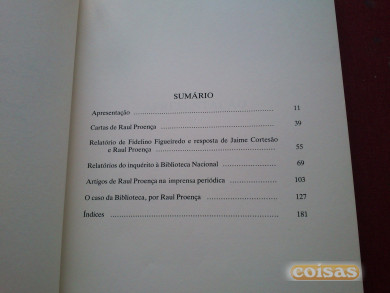 SUMÁRIO
Apresentação ........ 11
Cartas de Raul Proença ........ 39
Relatório de Fidelino Figueiredo e resposta de Jaime Cortesão
e Raul Proença ........ 55
Relatórios do inquérito à Biblioteca Nacional ........ 69
Artigos de Raul Proença na imprensa periódica ........ 103
O caso da Biblioteca, por Raul Proença ........ 127
Índices ........ 181
coisas